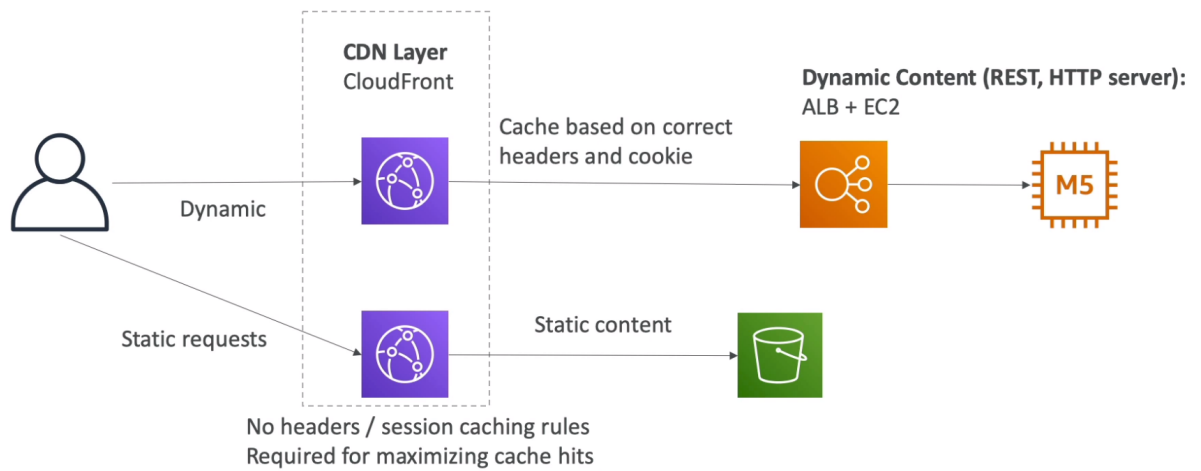 CDN Layer
CloudFront
Dynamic Content (REST, HTTP server):
ALB + EC2
Cache based on correct
headers and cookie
M5
Dynamic
Static requests
Static content
No headers / session caching rules
Required for maximizing cache hits